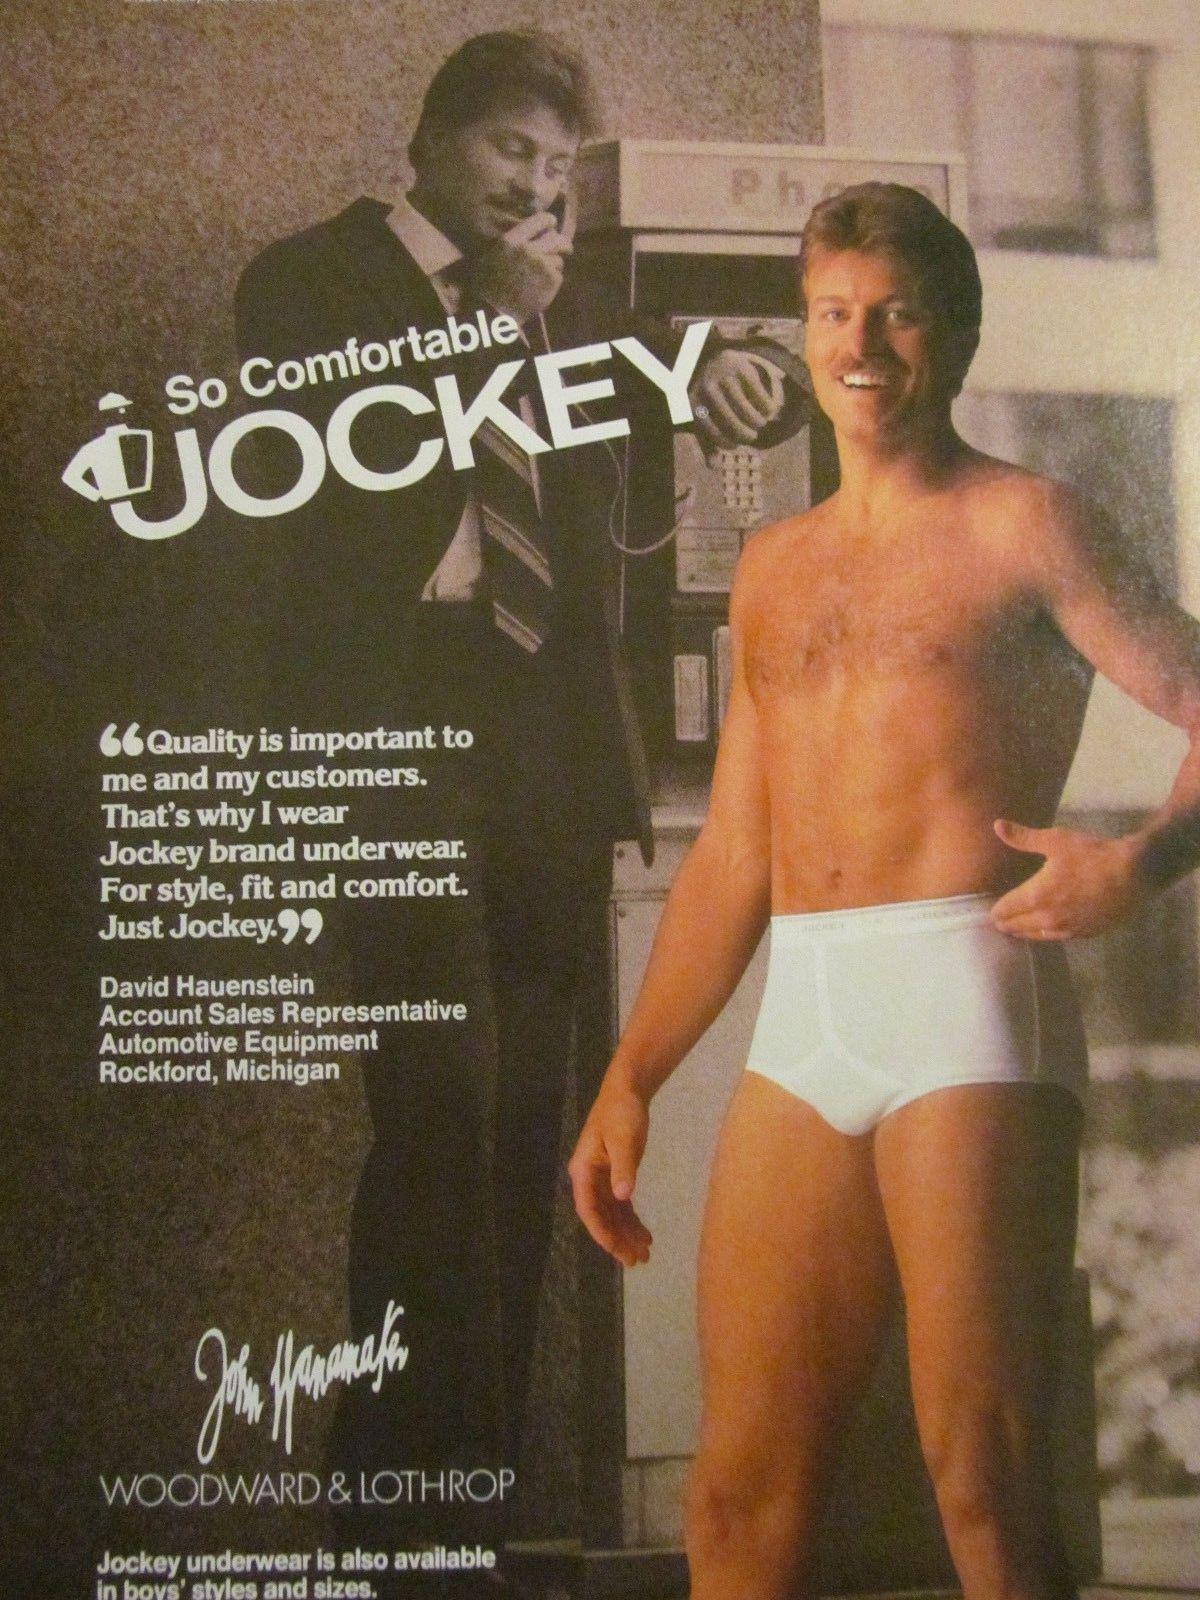 Pho
So Comfortable
JOCKEY®
“Quality is important to
me and my customers.
That's why I wear
Jockey brand underwear.
For style, fit and comfort.
Just Jockey.”
JOCKEY
David Hauenstein
Account Sales Representative
Automotive Equipment
Rockford, Michigan
John Wanamaker
WOODWARD & LOTHROP
Jockey underwear is also available
in boys' styles and sizes.